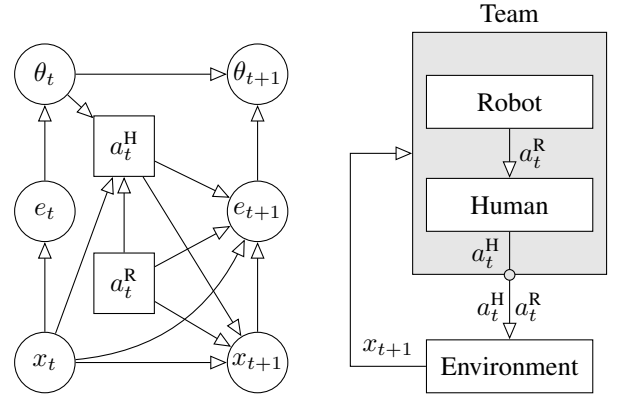 θ_t
θ_{t+1}
a_t^H
e_t
e_{t+1}
a_t^R
x_t
x_{t+1}
Team
Robot
a_t^R
Human
a_t^H
a_t^H a_t^R
x_{t+1}
Environment